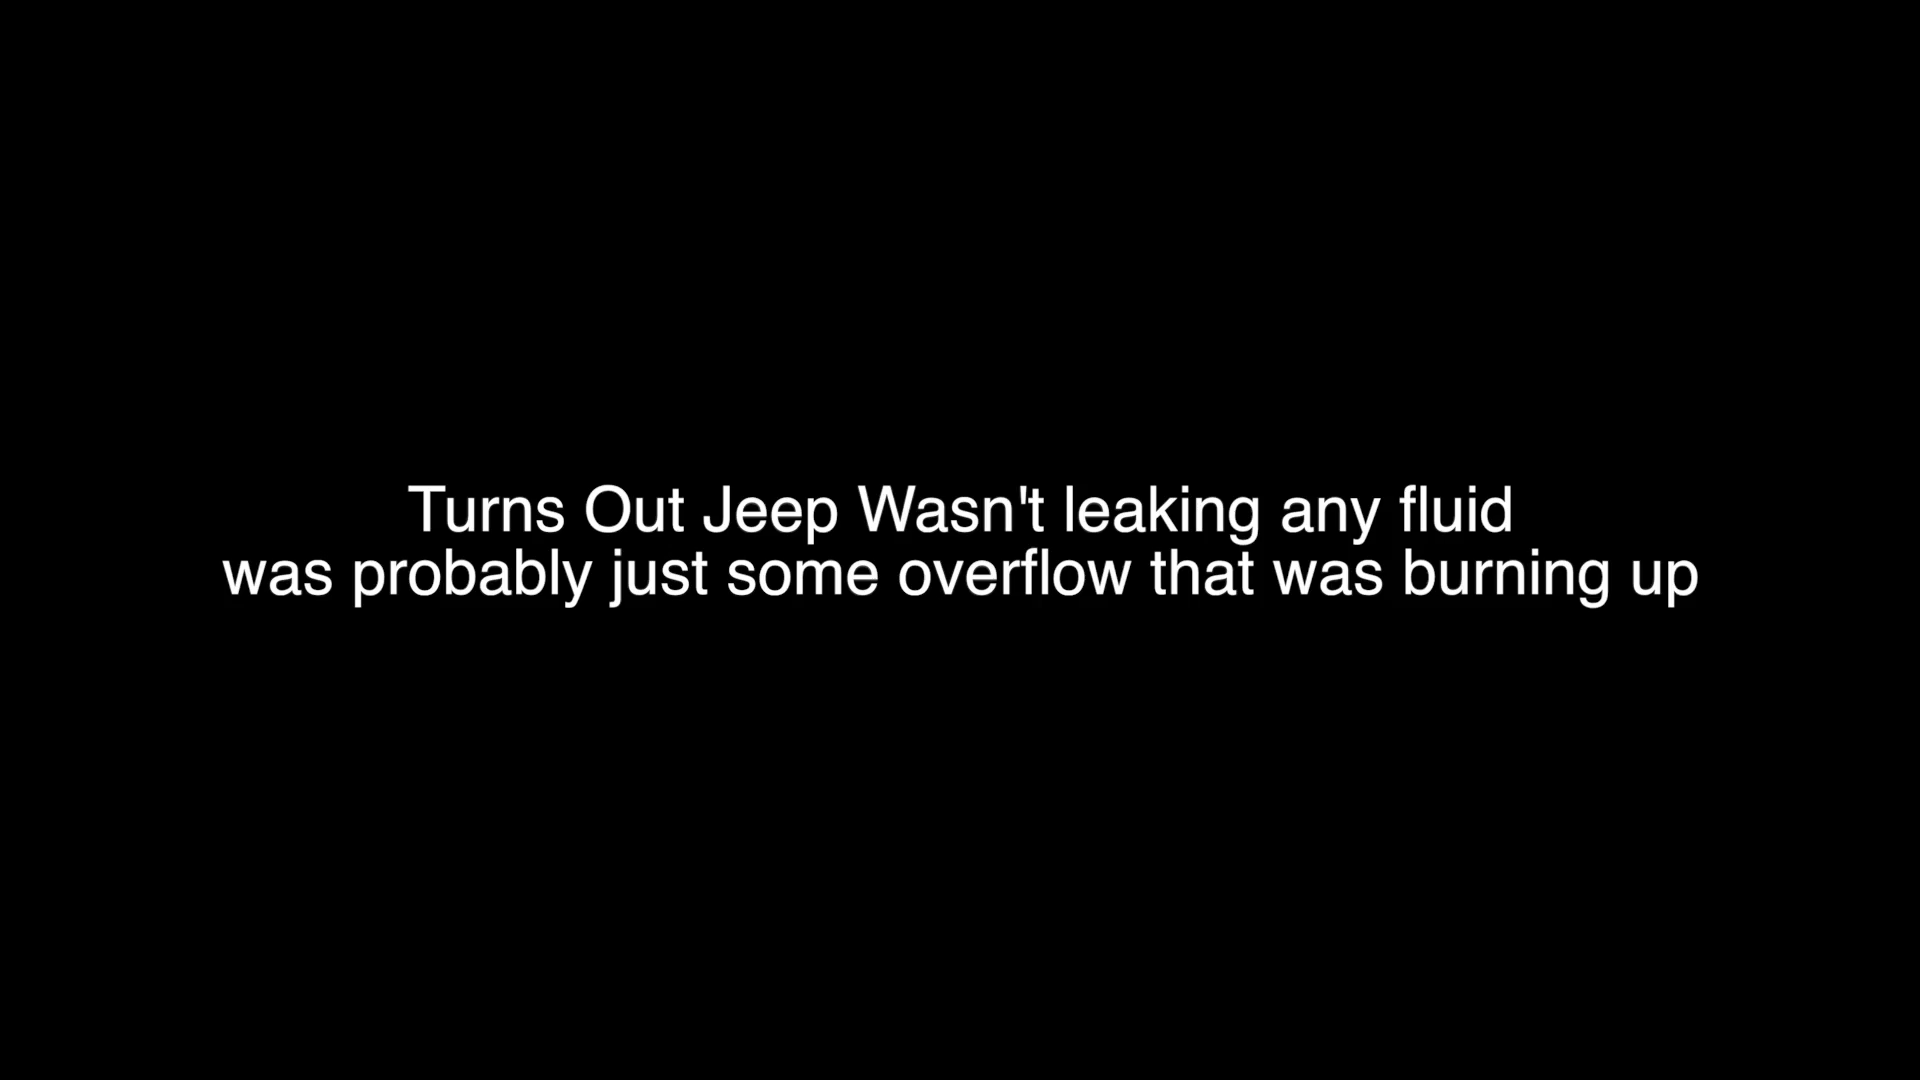 Turns Out Jeep Wasn't leaking any fluid
was probably just some overflow that was burning up